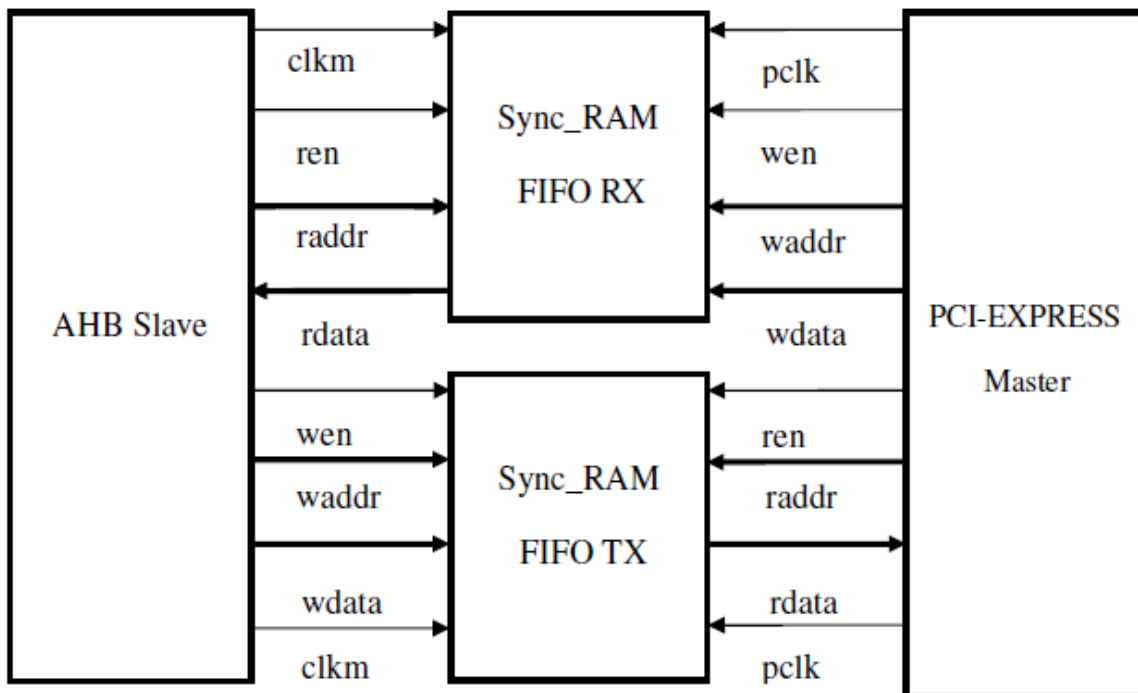 clkm
pclk
Sync_RAM
ren
wen
FIFO RX
raddr
waddr
AHB Slave
rdata
wdata
PCI-EXPRESS
Master
wen
ren
Sync_RAM
waddr
raddr
FIFO TX
wdata
rdata
clkm
pclk